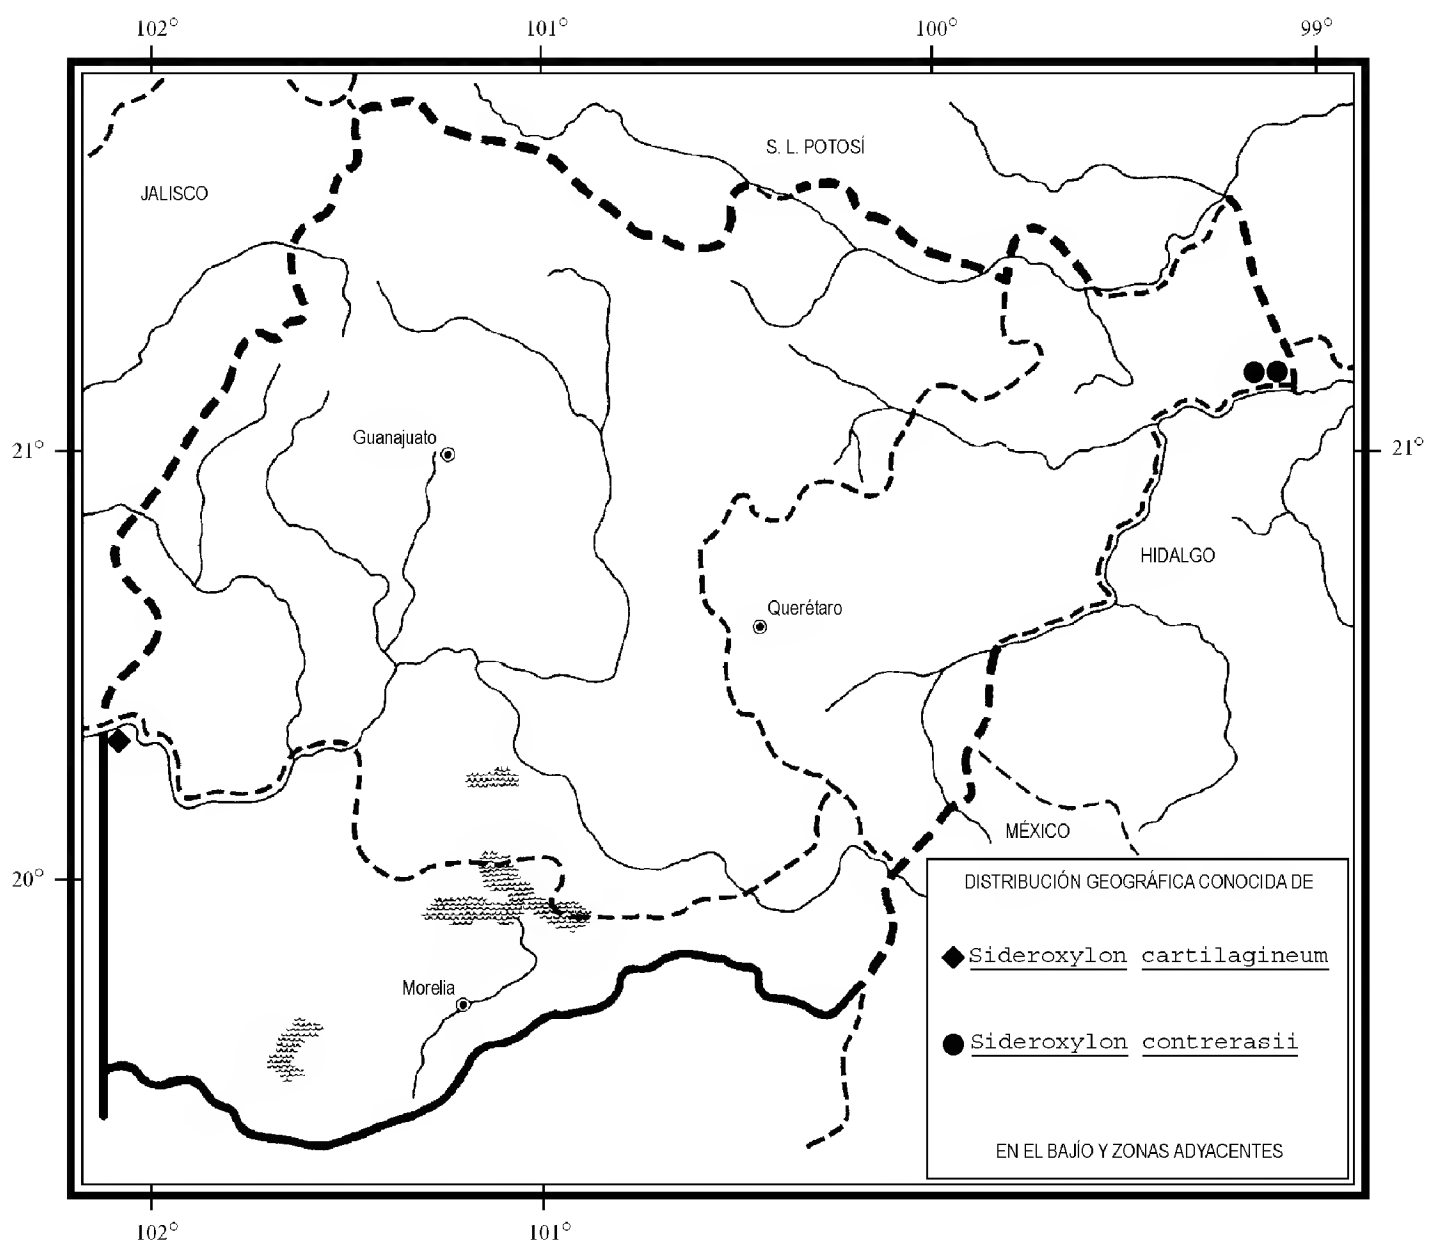 102° 101° 100° 99°
S. L. POTOSÍ
JALISCO
Guanajuato
21° 21°
HIDALGO
Querétaro
MÉXICO
20°
DISTRIBUCIÓN GEOGRÁFICA CONOCIDA DE
Sideroxylon cartilagineum
Morelia
Sideroxylon contrerasii
EN EL BAJÍO Y ZONAS ADYACENTES
102° 101°